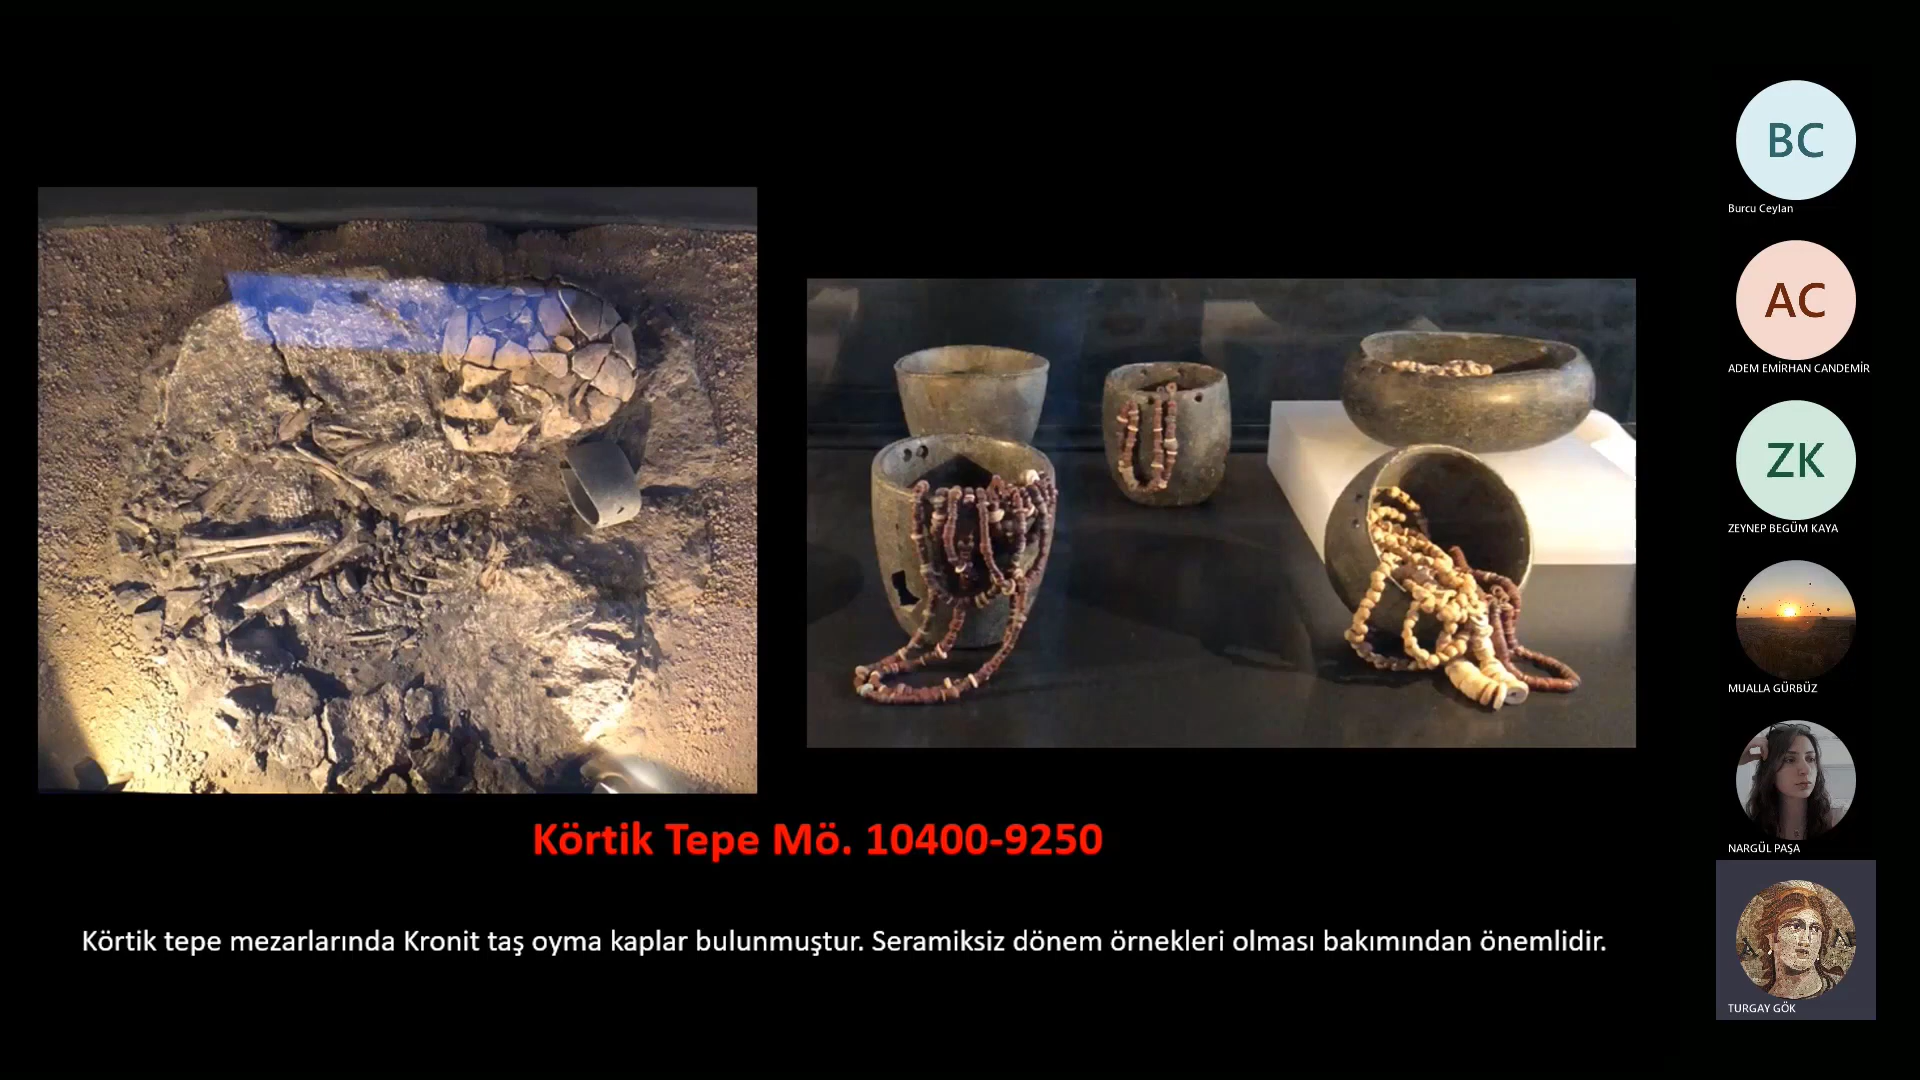 Körtik Tepe Mö. 10400-9250
Körtik tepe mezarlarında Kronit taş oyma kaplar bulunmuştur. Seramiksiz dönem örnekleri olması bakımından önemlidir.
BC
Burcu Ceylan
AC
ADEM EMİRHAN CANDEMİR
ZK
ZEYNEP BEGÜM KAYA
MUALLA GÜRBÜZ
NARGÜL PAŞA
TURGAY GÖK